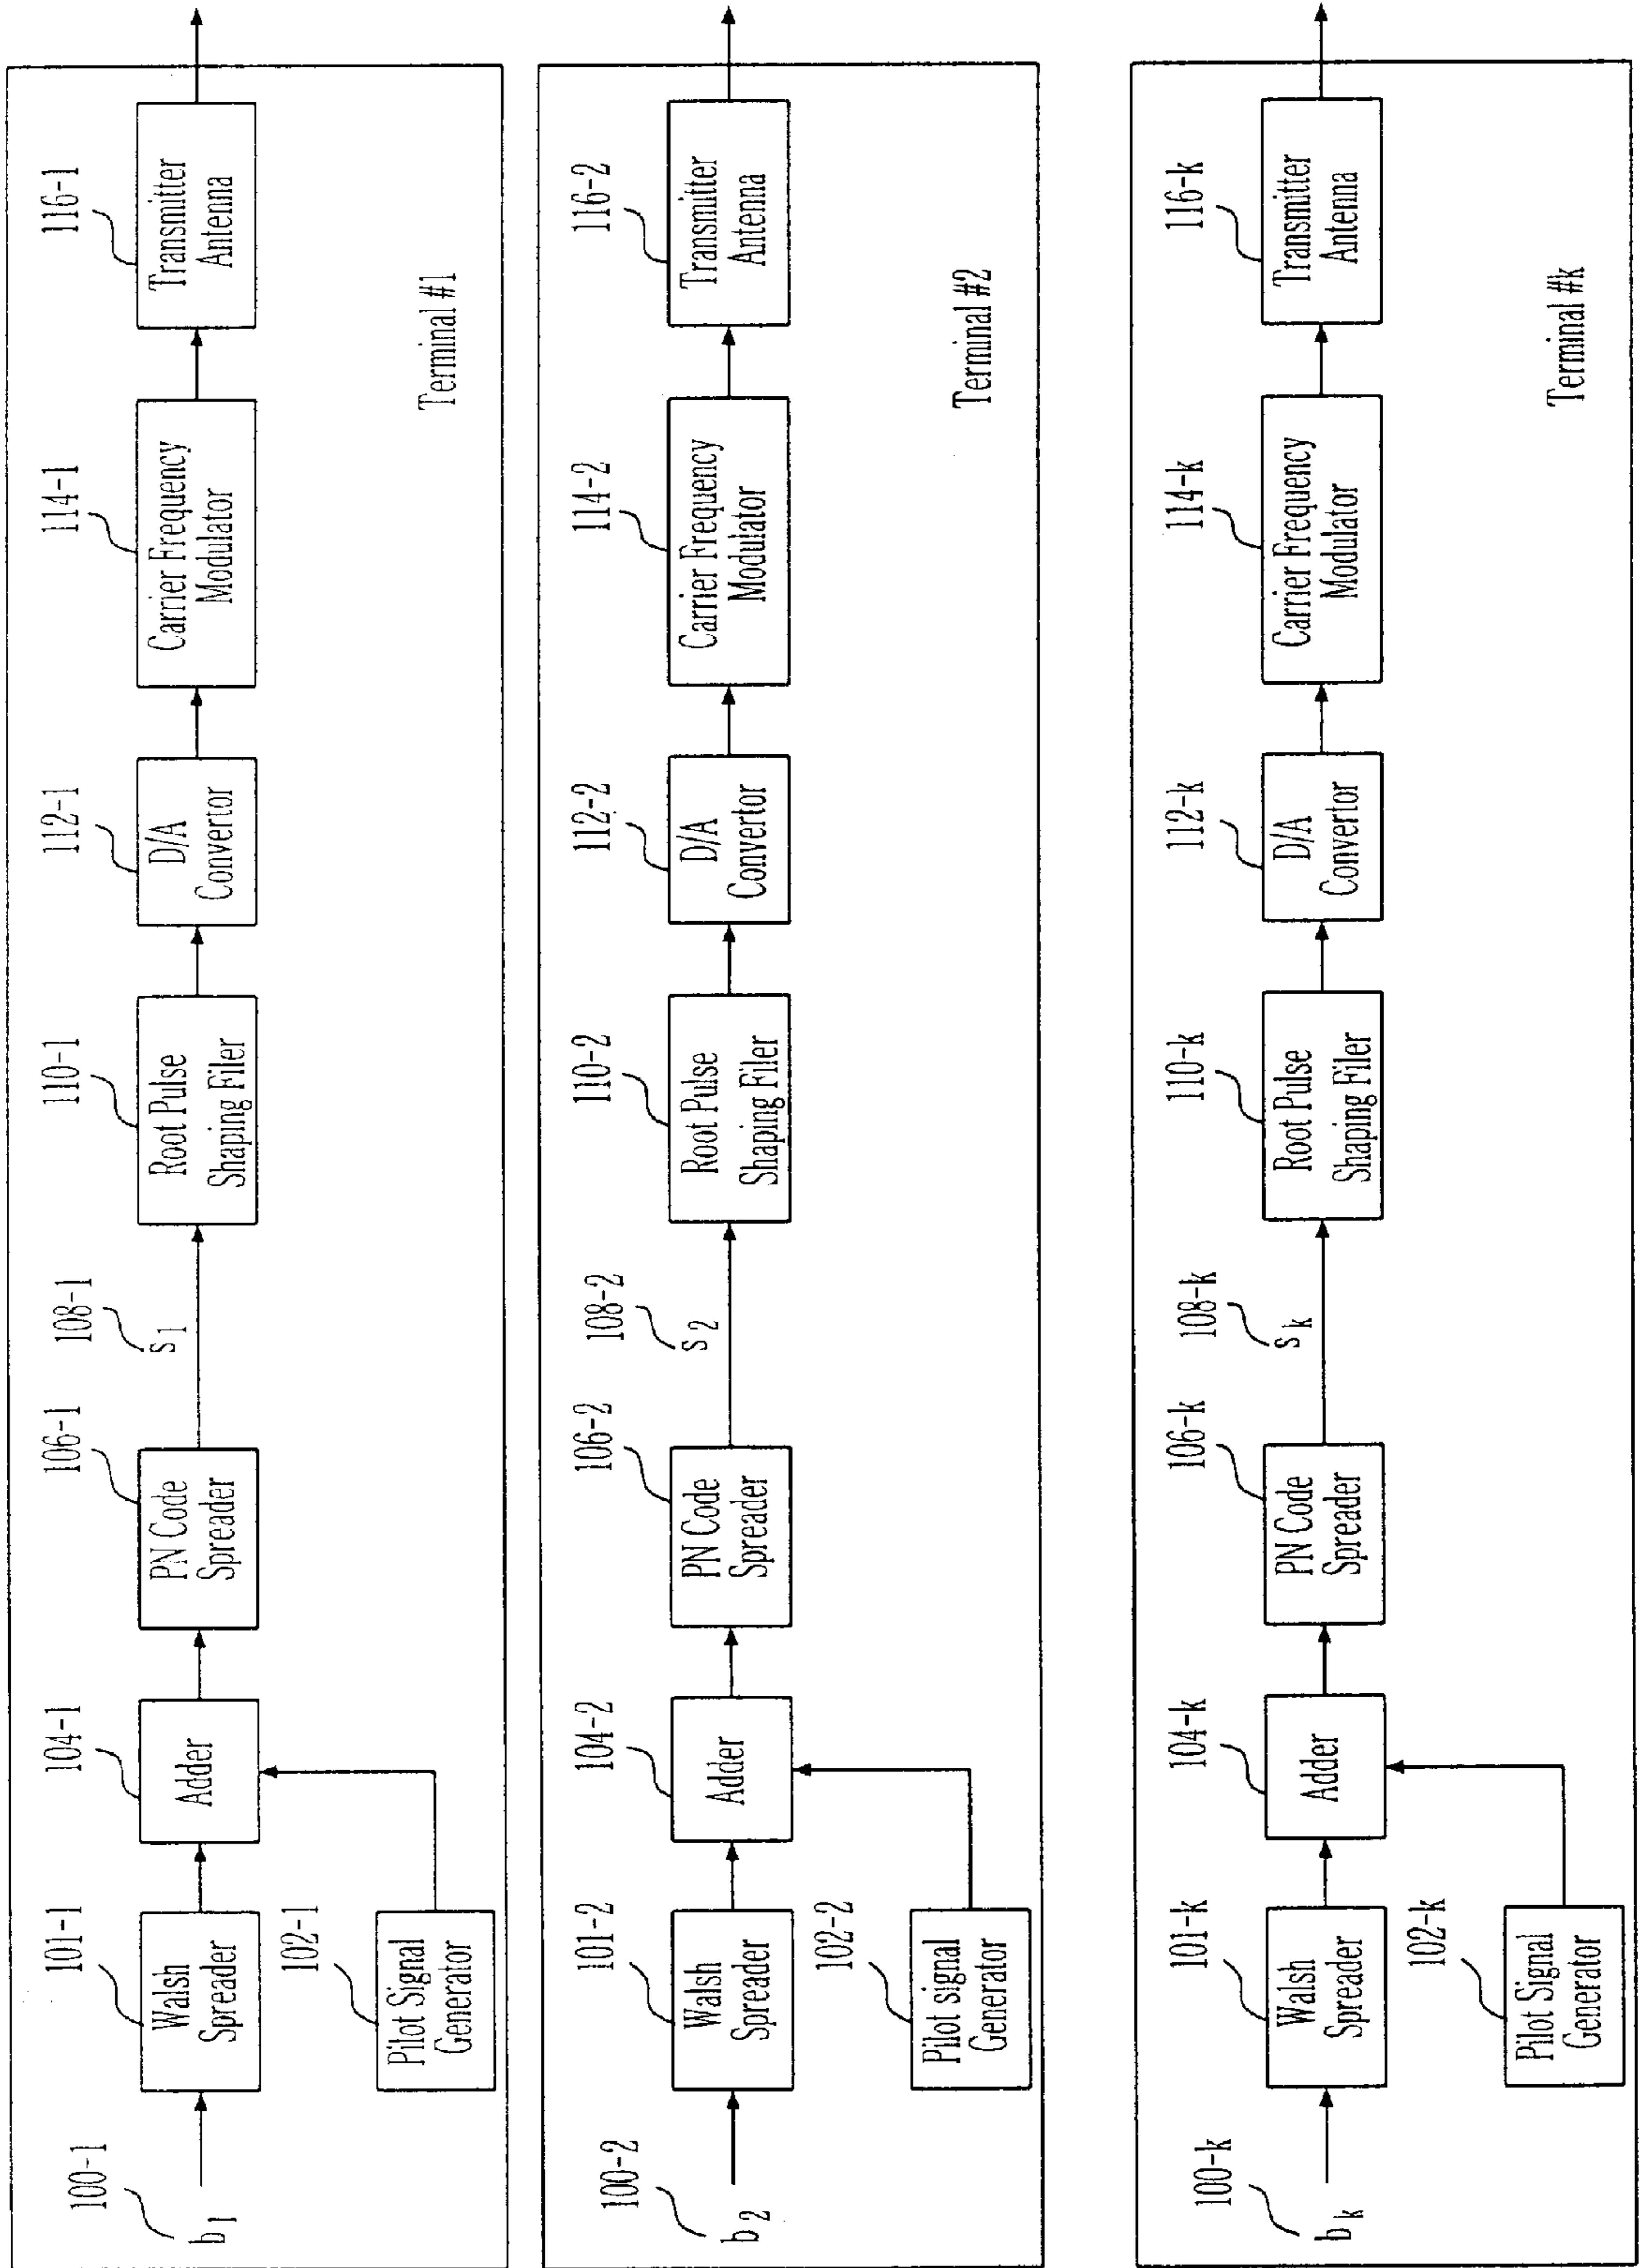 100-1
b1
101-1
Walsh
Spreader
102-1
Pilot Signal
Generator
104-1
Adder
106-1
PN Code
Spreader
108-1
s1
110-1
Root Pulse
Shaping Filer
112-1
D/A
Convertor
114-1
Carrier Frequency
Modulator
116-1
Transmitter
Antenna
Terminal #1
100-2
b2
101-2
Walsh
Spreader
102-2
Pilot signal
Generator
104-2
Adder
106-2
PN Code
Spreader
108-2
s2
110-2
Root Pulse
Shaping Filer
112-2
D/A
Convertor
114-2
Carrier Frequency
Modulator
116-2
Transmitter
Antenna
Terminal #2
100-k
bk
101-k
Walsh
Spreader
102-k
Pilot Signal
Generator
104-k
Adder
106-k
PN Code
Spreader
108-k
sk
110-k
Root Pulse
Shaping Filer
112-k
D/A
Convertor
114-k
Carrier Frequency
Modulator
116-k
Transmitter
Antenna
Terminal #k